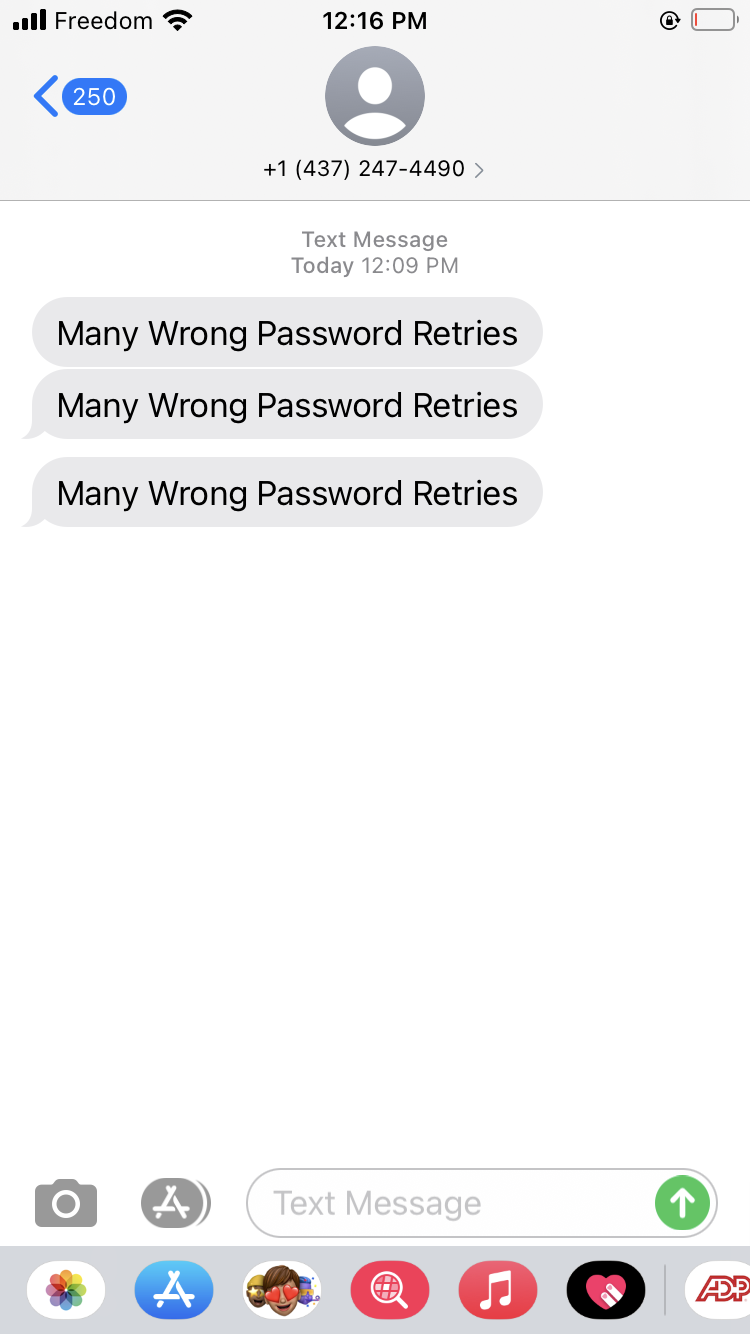 Freedom 12:16 PM
250
+1 (437) 247-4490
Text Message
Today 12:09 PM
Many Wrong Password Retries
Many Wrong Password Retries
Many Wrong Password Retries
Text Message
ADP